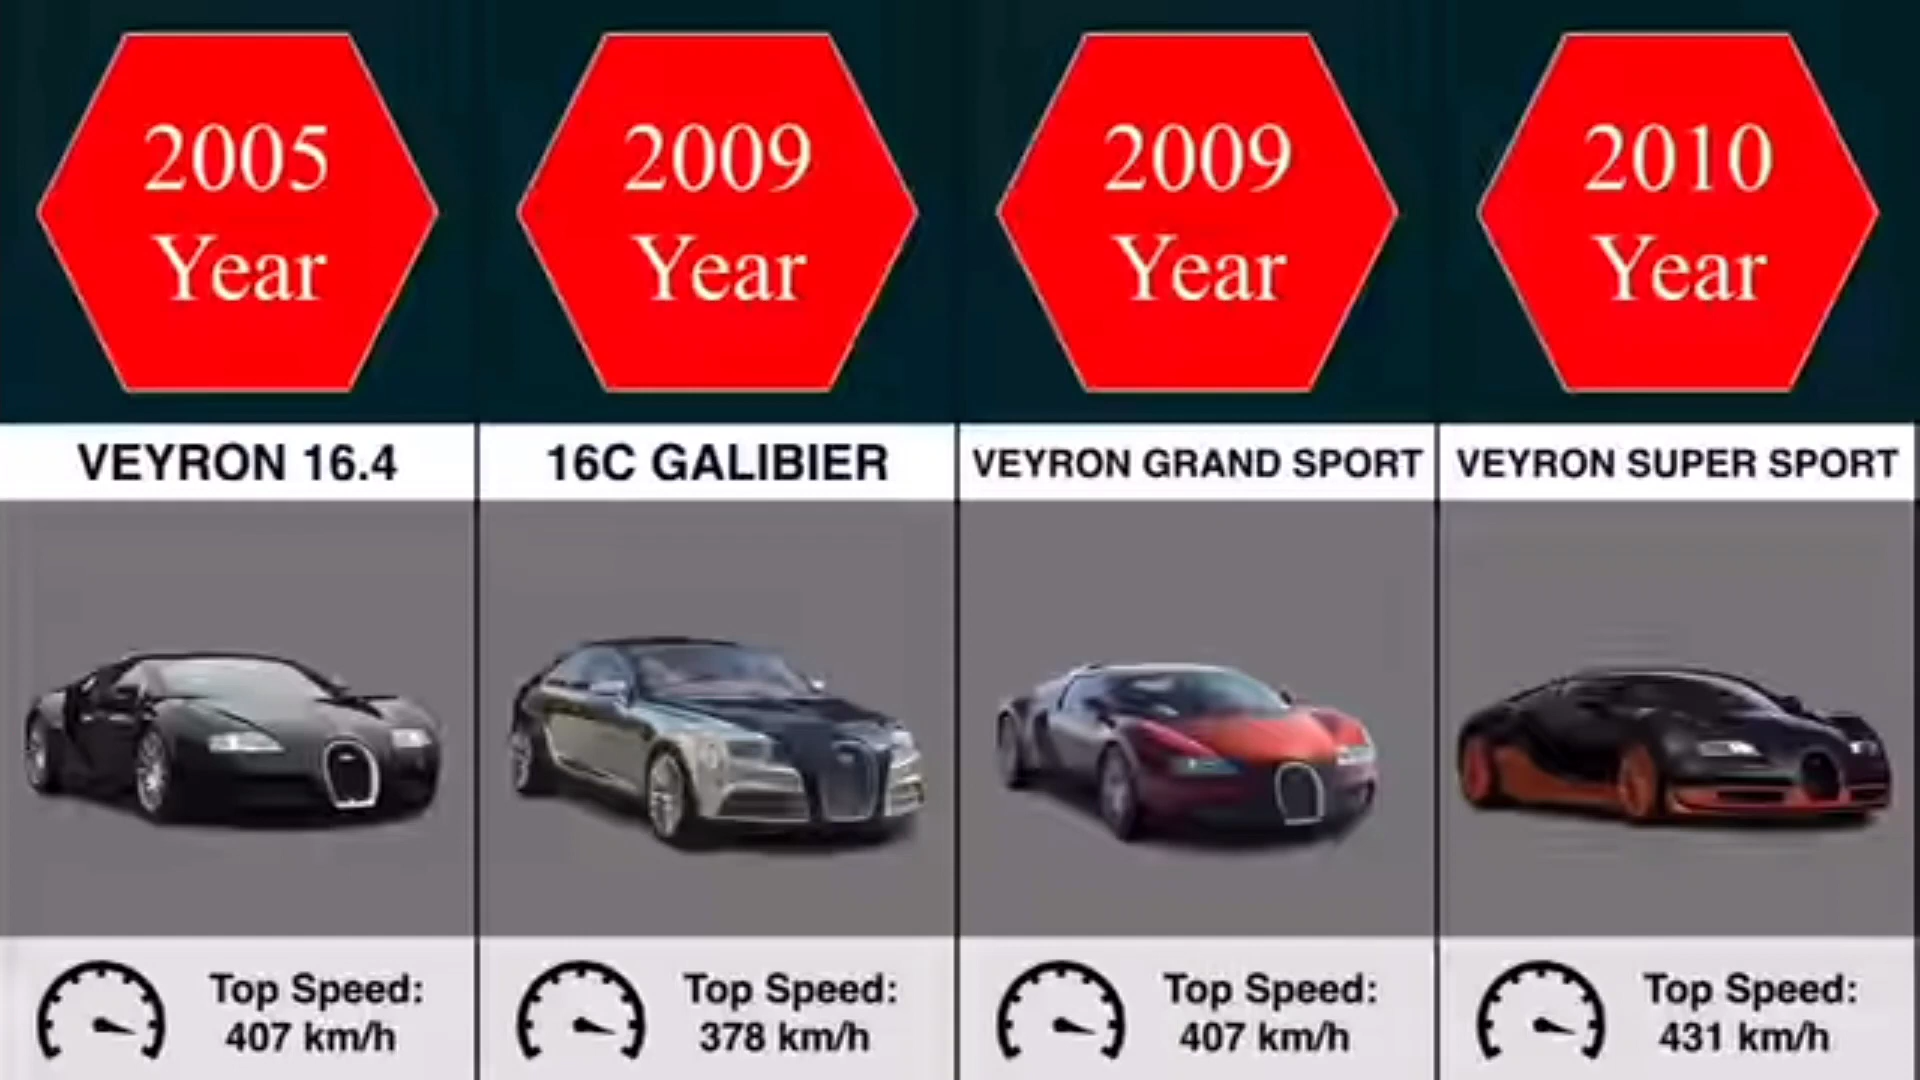 2005
Year
2009
Year
2009
Year
2010
Year
VEYRON 16.4
16C GALIBIER
VEYRON GRAND SPORT
VEYRON SUPER SPORT
Top Speed:
407 km/h
Top Speed:
378 km/h
Top Speed:
407 km/h
Top Speed:
431 km/h